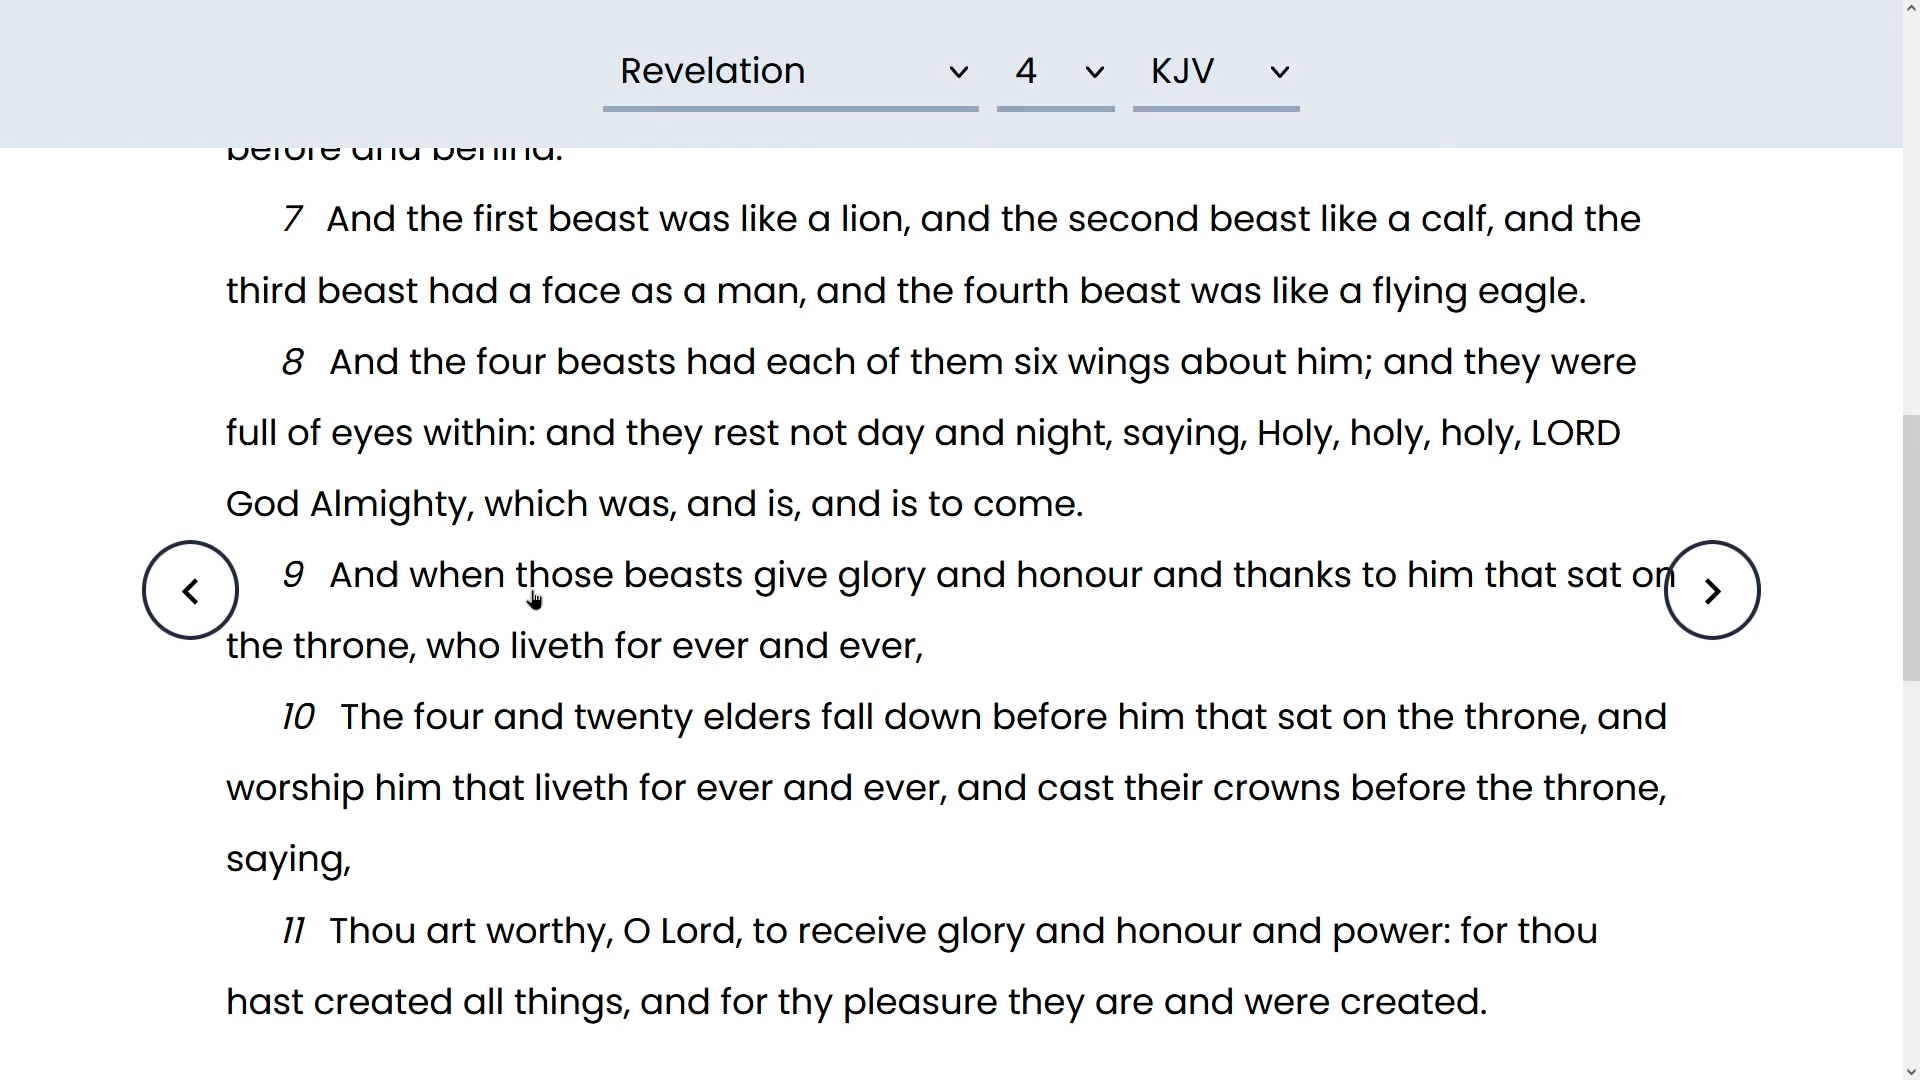 Revelation 4 KJV
before and behind.
7 And the first beast was like a lion, and the second beast like a calf, and the
third beast had a face as a man, and the fourth beast was like a flying eagle.
8 And the four beasts had each of them six wings about him; and they were
full of eyes within: and they rest not day and night, saying, Holy, holy, holy, LORD
God Almighty, which was, and is, and is to come.
9 And when those beasts give glory and honour and thanks to him that sat on
the throne, who liveth for ever and ever,
10 The four and twenty elders fall down before him that sat on the throne, and
worship him that liveth for ever and ever, and cast their crowns before the throne,
saying,
11 Thou art worthy, O Lord, to receive glory and honour and power: for thou
hast created all things, and for thy pleasure they are and were created.